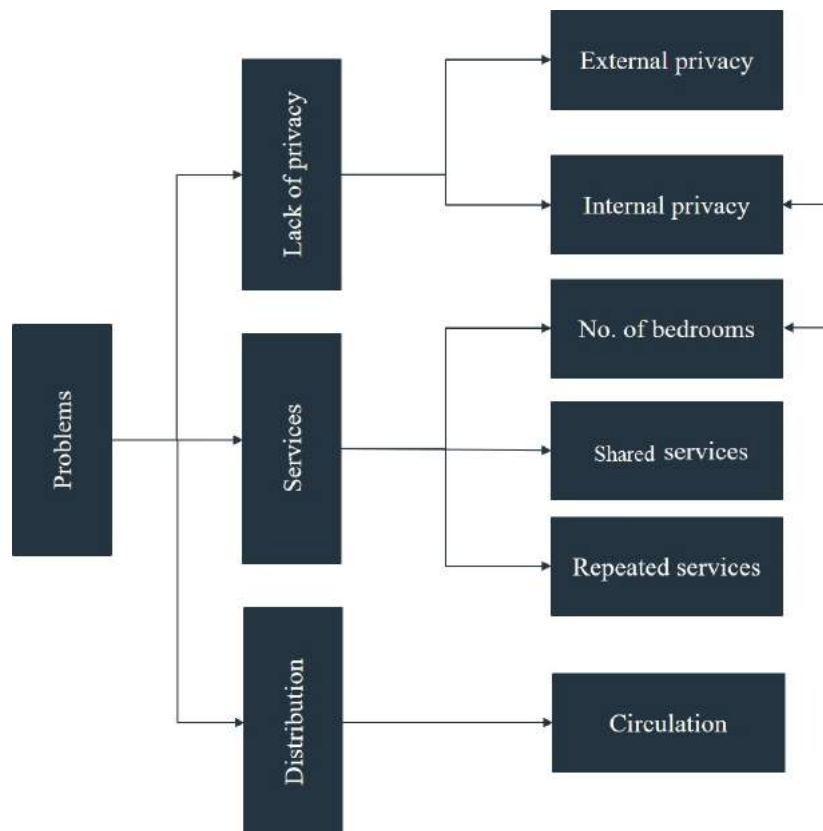 Problems
Lack of privacy
External privacy
Internal privacy
Services
No. of bedrooms
Shared services
Repeated services
Distribution
Circulation